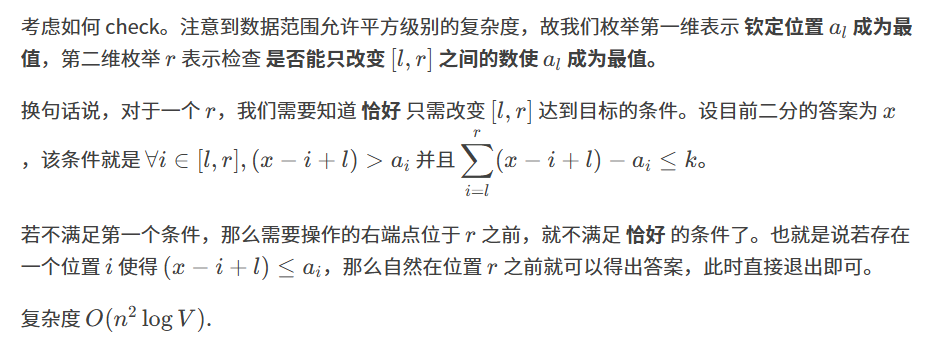 考虑如何 check。注意到数据范围允许平方级别的复杂度，故我们枚举第一维表示 钦定位置 $a_l$ 成为最
值，第二维枚举 $r$ 表示检查 是否能只改变 $[l, r]$ 之间的数使 $a_l$ 成为最值。
换句话说，对于一个 $r$，我们需要知道 恰好 只需改变 $[l, r]$ 达到目标的条件。设目前二分的答案为 $x$
，该条件就是 $\forall i \in [l, r], (x - i + l) > a_i$ 并且 $\sum_{i=l}^{r} (x - i + l) - a_i \leq k$。
若不满足第一个条件，那么需要操作的右端点位于 $r$ 之前，就不满足 恰好 的条件了。也就是说若存在
一个位置 $i$ 使得 $(x - i + l) \leq a_i$，那么自然在位置 $r$ 之前就可以得出答案，此时直接退出即可。
复杂度 $O(n^2 \log V)$.